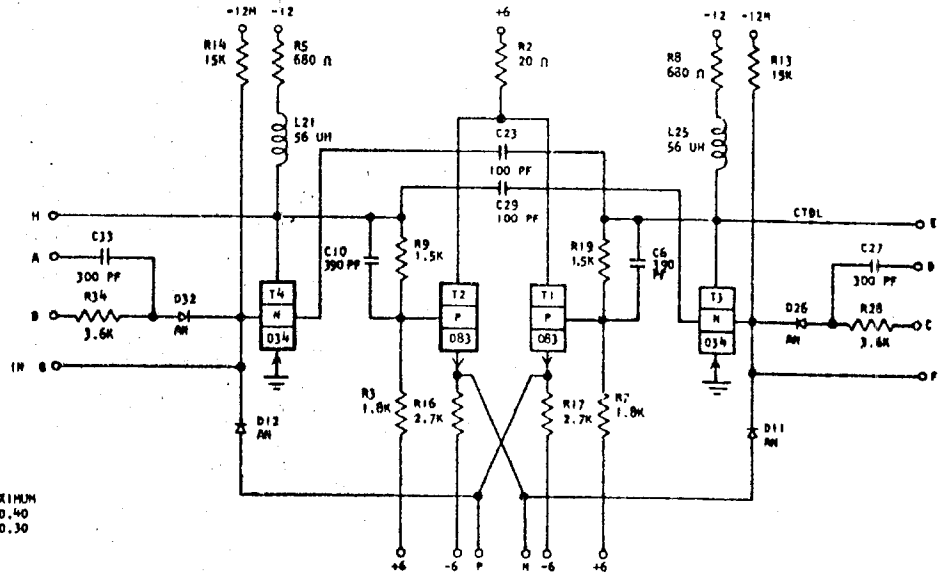 -12M -12 +6 -12 -12M
R14
15K
R5
680 Ω
R2
20 Ω
R8
680 Ω
R13
15K
L21
56 UH
C23
100 PF
L25
56 UH
C29
100 PF
H
CTDL
E
A
C33
300 PF
C10
390 PF
R9
1.5K
R19
1.5K
C6
390
PF
C27
300 PF
D
B
R34
3.6K
D32
AN
T4
N
034
T2
P
083
T1
P
083
T3
N
034
D26
AN
R28
3.6K
C
IN G
F
R3
1.8K
R16
2.7K
R17
2.7K
R7
1.8K
D12
AN
D11
AN
XIMUM
0.40
0.30
+6 -6 P M -6 +6